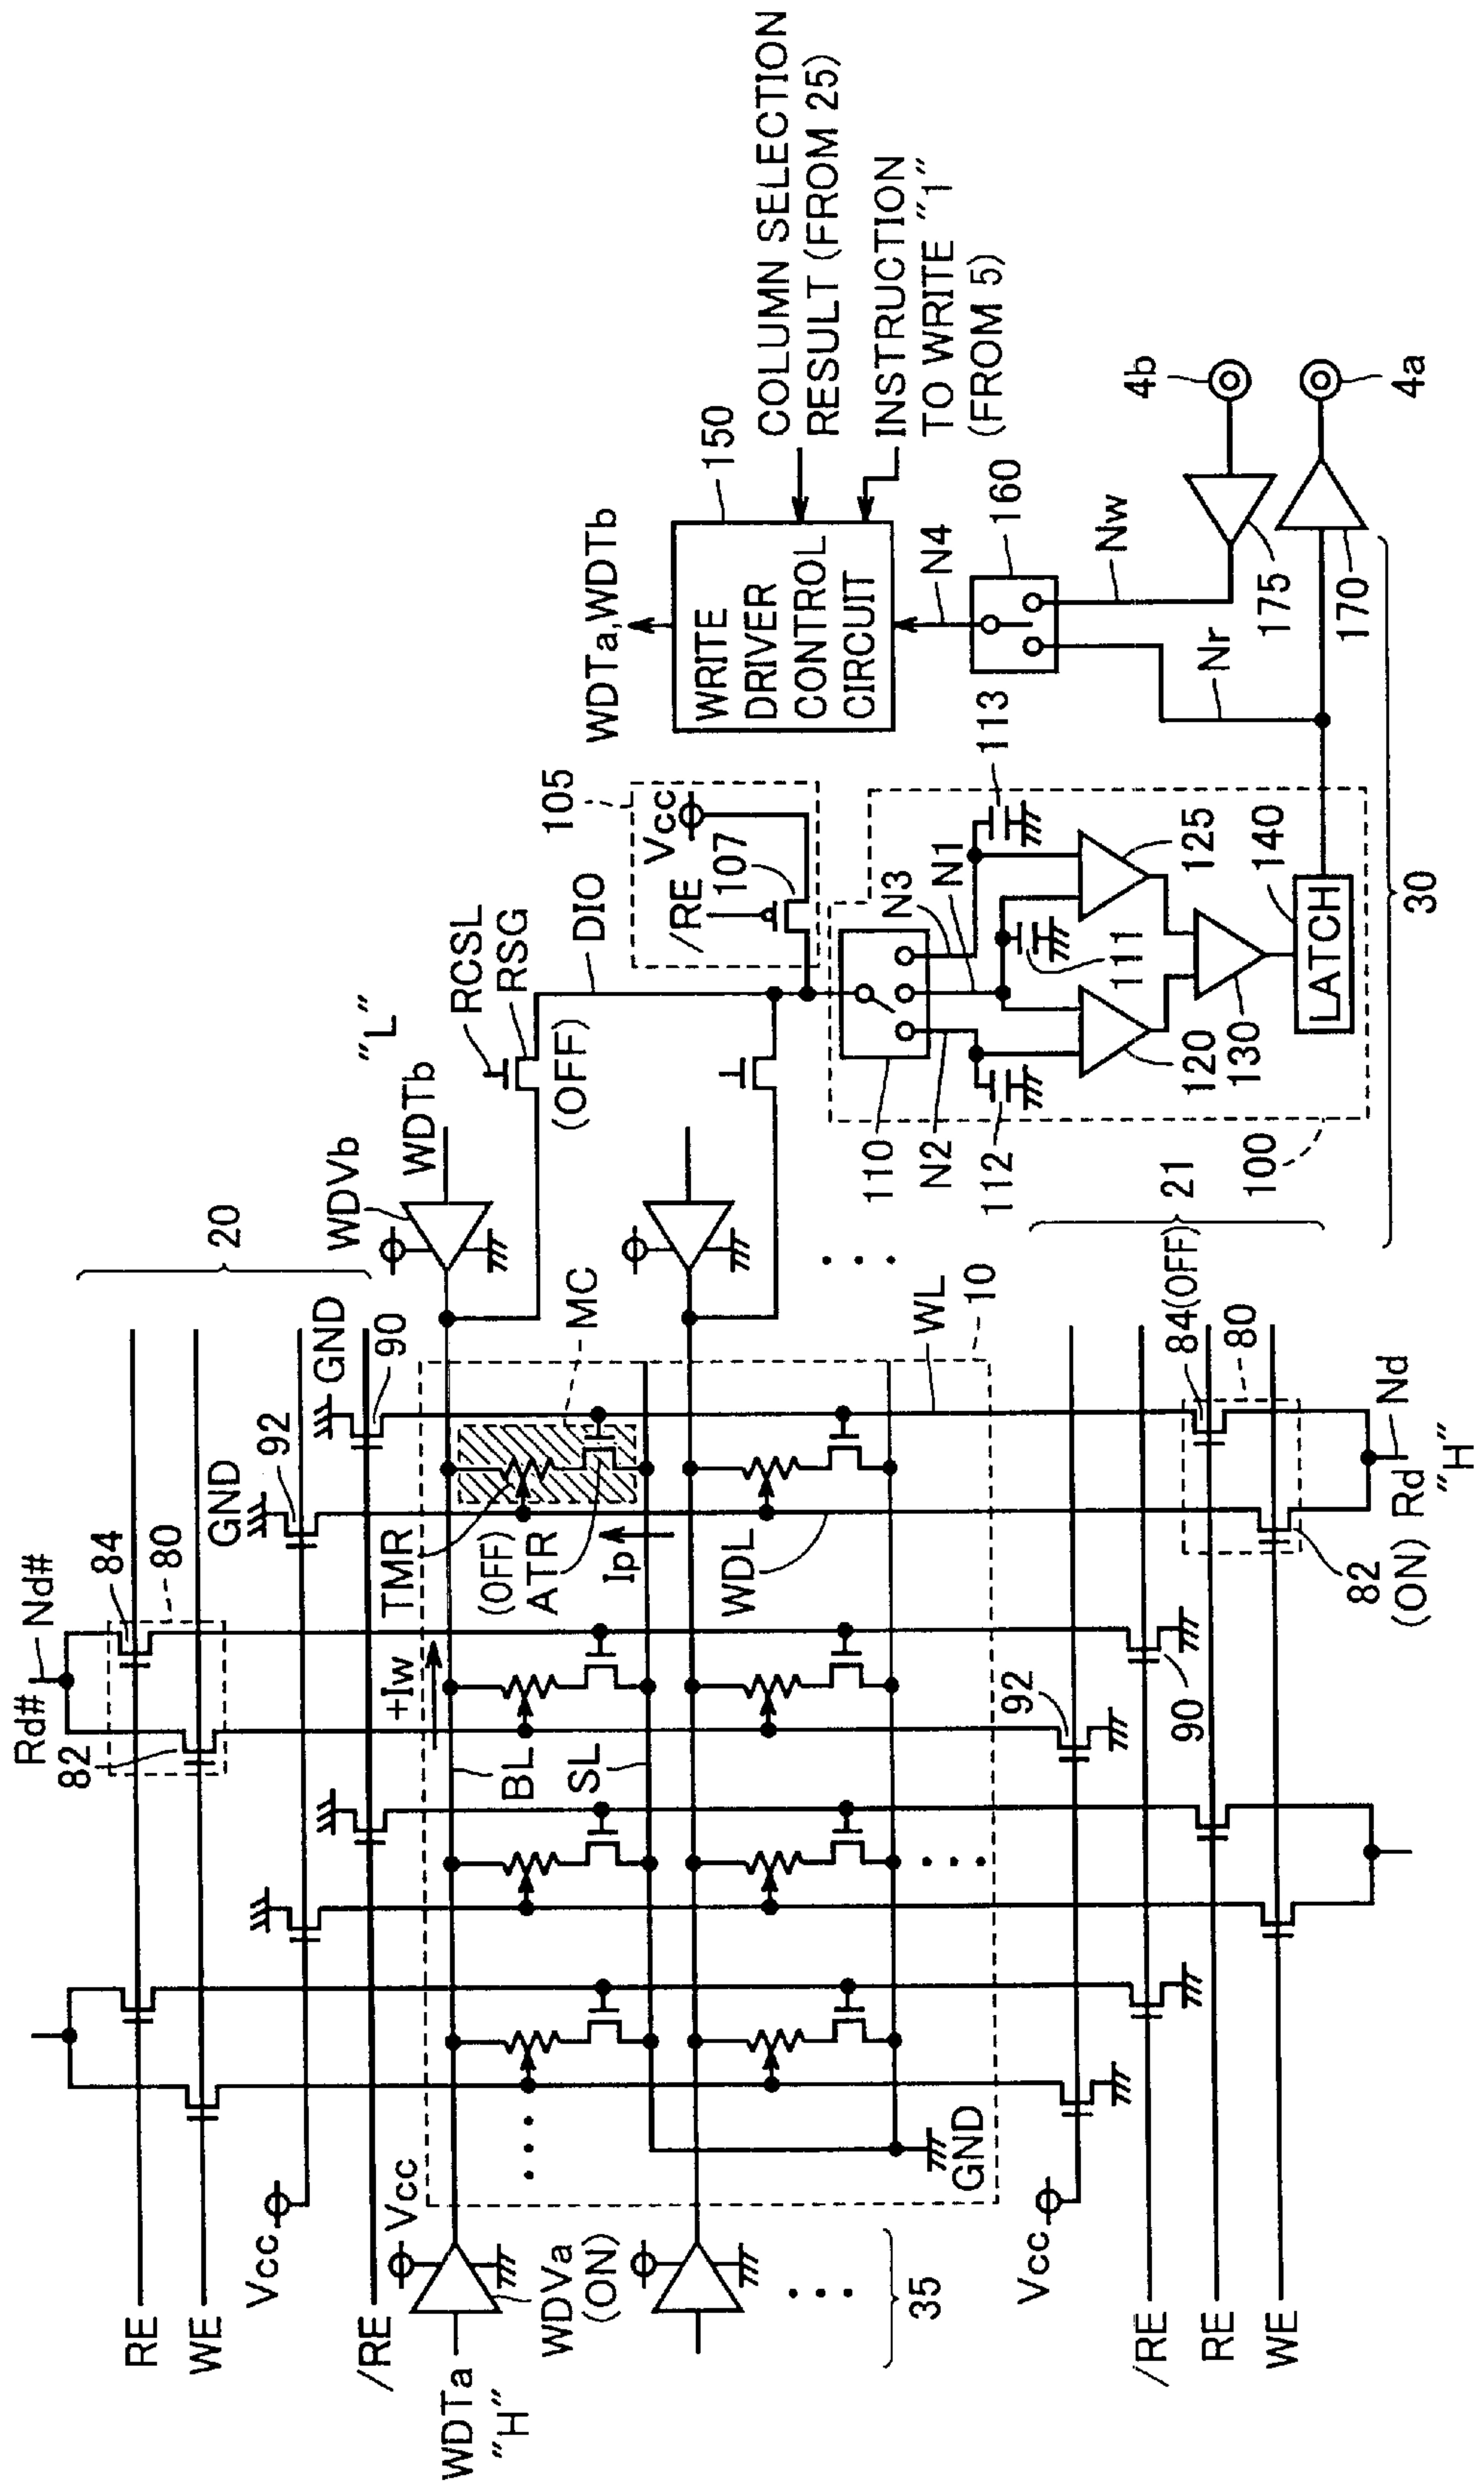 RE
WE
Vcc
/RE
WDTa
"H"
Vcc
WDVa
(ON)
35
Vcc
/RE
RE
WE
Rd#
Nd#
82
84
80
GND
92
GND
90
20
+Iw
BL
SL
TMR
(OFF)
ATR
Ip
WDL
MC
WL
10
GND
92
90
84(OFF)
80
82
(ON)
Rd
"H"
Nd
21
WDVb
WDTb
"L"
RCSL
RSG
(OFF)
DIO
105
Vcc
/RE
107
110
N2
N3
N1
112
111
113
120
125
130
140
LATCH
100
30
WDTa,WDTb
150
WRITE
DRIVER
CONTROL
CIRCUIT
COLUMN SELECTION
RESULT (FROM 25)
INSTRUCTION
TO WRITE "1"
(FROM 5)
N4
160
Nw
Nr
175
170
4b
4a